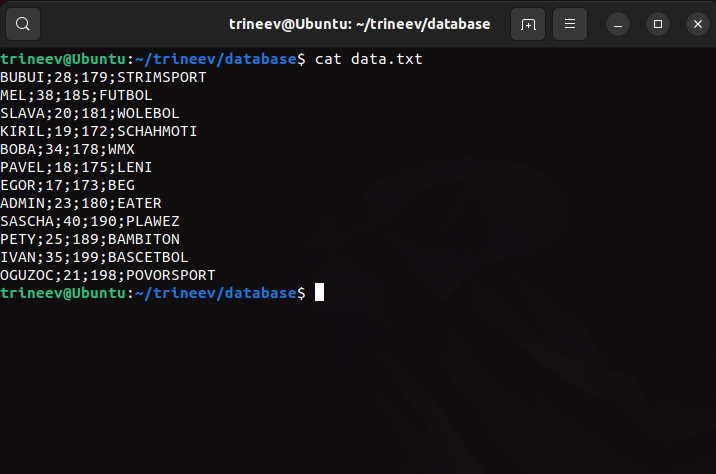 trineev@Ubuntu: ~/trineev/database
trineev@Ubuntu:~/trineev/database$ cat data.txt
BUBUI;28;179;STRIMSPORT
MEL;38;185;FUTBOL
SLAVA;20;181;WOLEBOL
KIRIL;19;172;SCHAHMOTI
BOBA;34;178;WMX
PAVEL;18;175;LENI
EGOR;17;173;BEG
ADMIN;23;180;EATER
SASCHA;40;190;PLAWEZ
PETY;25;189;BAMBITON
IVAN;35;199;BASCETBOL
OGUZOC;21;198;POVORSPORT
trineev@Ubuntu:~/trineev/database$